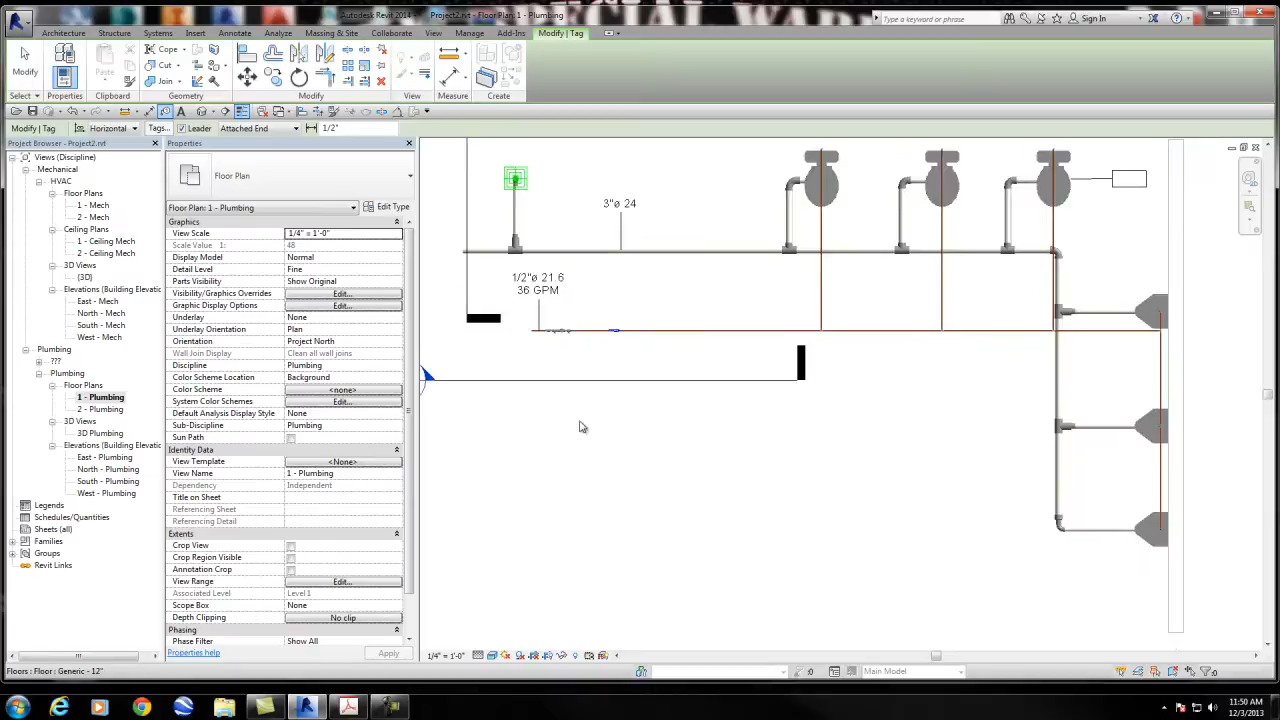 Autodesk Revit 2014 - Project2.rvt - Floor Plan: 1 - Plumbing
Type a keyword or phrase
Sign In
Architecture Structure Systems Insert Annotate Analyze Massing & Site Collaborate View Manage Add-Ins Modify | Tag
Modify
Paste
Cope
Cut
Join
Select Properties Clipboard Geometry Modify View Measure Create
Modify | Tag Horizontal Tags... Leader Attached End 1/2"
Project Browser - Project2.rvt
Views (Discipline)
Mechanical
HVAC
Floor Plans
1 - Mech
2 - Mech
Ceiling Plans
1 - Ceiling Mech
2 - Ceiling Mech
3D Views
{3D}
Elevations (Building Elevatic
East - Mech
North - Mech
South - Mech
West - Mech
Plumbing
???
Plumbing
Floor Plans
1 - Plumbing
2 - Plumbing
3D Views
3D Plumbing
Elevations (Building Elevatic
East - Plumbing
North - Plumbing
South - Plumbing
West - Plumbing
Legends
Schedules/Quantities
Sheets (all)
Families
Groups
Revit Links
Properties
Floor Plan
Floor Plan: 1 - Plumbing Edit Type
Graphics
View Scale 1/4" = 1'-0"
Scale Value 1: 48
Display Model Normal
Detail Level Fine
Parts Visibility Show Original
Visibility/Graphics Overrides Edit...
Graphic Display Options Edit...
Underlay None
Underlay Orientation Plan
Orientation Project North
Wall Join Display Clean all wall joins
Discipline Plumbing
Color Scheme Location Background
Color Scheme <none>
System Color Schemes Edit...
Default Analysis Display Style None
Sub-Discipline Plumbing
Sun Path
Identity Data
View Template <None>
View Name 1 - Plumbing
Dependency Independent
Title on Sheet
Referencing Sheet
Referencing Detail
Extents
Crop View
Crop Region Visible
Annotation Crop
View Range Edit...
Associated Level Level 1
Scope Box None
Depth Clipping No clip
Phasing
Phase Filter Show All
Properties help Apply
3"ø 24
1/2"ø 21.6
36 GPM
1/4" = 1'-0"
Floors : Floor : Generic - 12"
:0
Main Model
:0
11:50 AM
12/3/2013